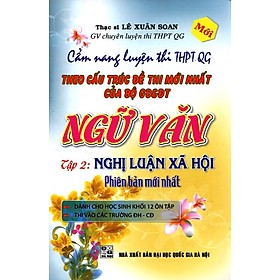 Thạc sĩ LÊ XUÂN SOAN
GV chuyên luyện thi THPT QG
Mới
Cẩm nang luyện thi THPT QG
THEO CẤU TRÚC ĐỀ THI MỚI NHẤT
CỦA BỘ GD&ĐT
NGỮ VĂN
Tập 2: NGHỊ LUẬN XÃ HỘI
Phiên bản mới nhất
DÀNH CHO HỌC SINH KHỐI 12 ÔN TẬP
THI VÀO CÁC TRƯỜNG ĐH - CĐ
NHÀ XUẤT BẢN ĐẠI HỌC QUỐC GIA HÀ NỘI